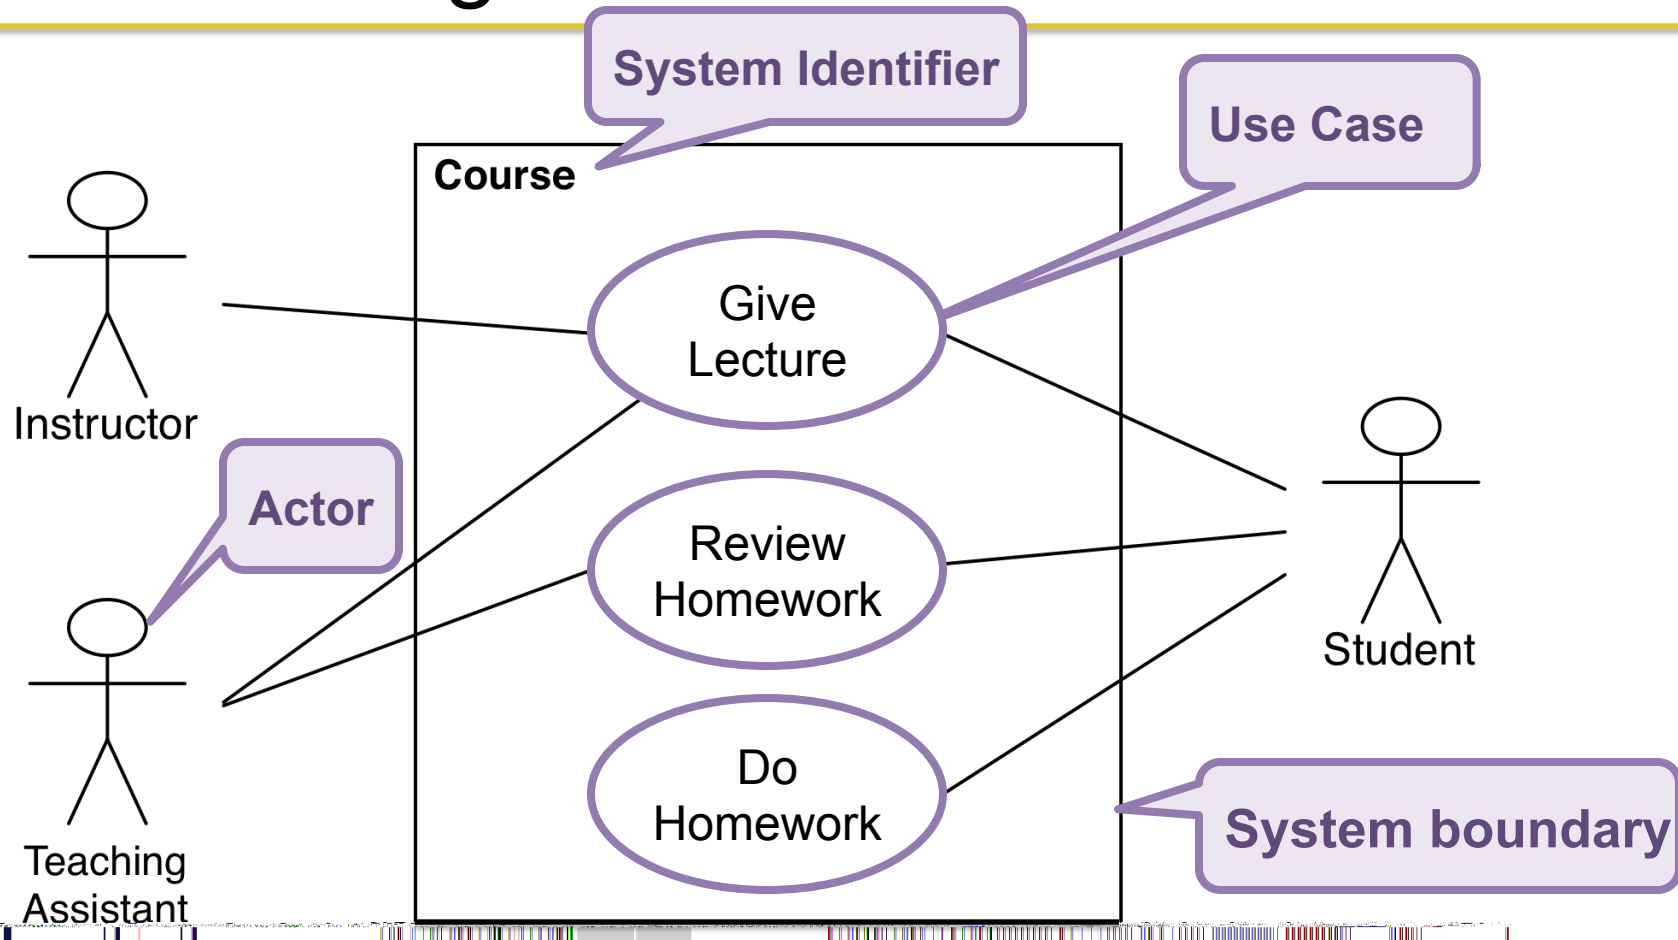 System Identifier
Use Case
Course
Give
Lecture
Instructor
Actor
Review
Homework
Student
Do
Homework
System boundary
Teaching
Assistant